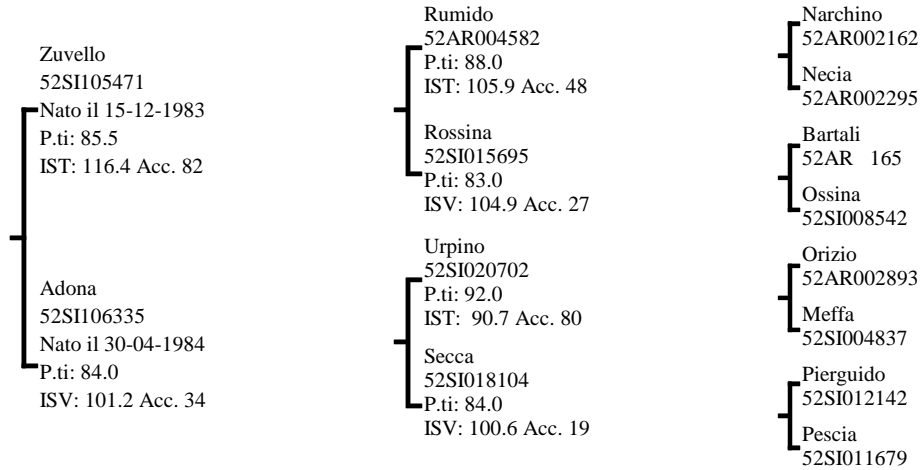 Zuvello
52SI105471
Nato il 15-12-1983
P.ti: 85.5
IST: 116.4 Acc. 82
Adona
52SI106335
Nato il 30-04-1984
P.ti: 84.0
ISV: 101.2 Acc. 34
Rumido
52AR004582
P.ti: 88.0
IST: 105.9 Acc. 48
Rossina
52SI015695
P.ti: 83.0
ISV: 104.9 Acc. 27
Urpino
52SI020702
P.ti: 92.0
IST:  90.7 Acc. 80
Secca
52SI018104
P.ti: 84.0
ISV: 100.6 Acc. 19
Narchino
52AR002162
Necia
52AR002295
Bartali
52AR   165
Ossina
52SI008542
Orizio
52AR002893
Meffa
52SI004837
Pierguido
52SI012142
Pescia
52SI011679